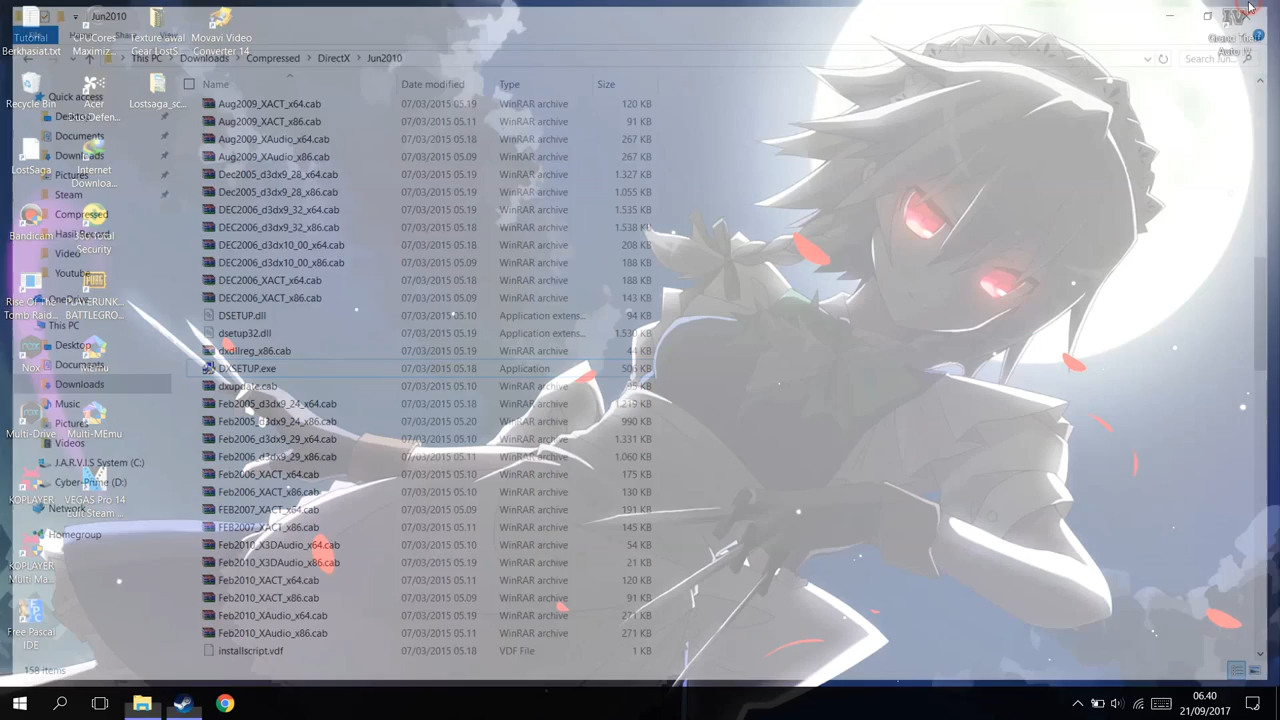 Jun2010
Tutorial
Berkhasiat.txt
CPUCores
Maximiz...
Texture awal
Gear LostS...
Movavi Video
Converter 14
Grand Theft
Auto IV
This PC
Downloads
Compressed
DirectX
Jun2010
Search Jun...
Name
Date modified
Type
Size
Recycle Bin
Acer
Lostsaga_sc...
LostSaga
Internet
Downloa...
Bandicam
Security
Rise Of The
Tomb Raid...
PLAYERUNK...
BATTLEGRO...
Nox
MEmu
Multi-Drive
Multi-MEmu
KOPLAYER
VEGAS Pro 14
Edit Steam ...
KOPLAYER
Multi Ma...
Free Pascal
IDE
Quick access
Documents
Downloads
Pictures
Steam
Compressed
Video
Youtube
OneDrive
This PC
Desktop
Documents
Downloads
Music
Pictures
Videos
J.A.R.V.I.S System (C:)
Cyber-Prime (D:)
Network
Homegroup
Aug2009_XACT_x64.cab 07/03/2015 05.19 WinRAR archive 120 KB
Aug2009_XACT_x86.cab 07/03/2015 05.11 WinRAR archive 91 KB
Aug2009_XAudio_x64.cab 07/03/2015 05.18 WinRAR archive 267 KB
Aug2009_XAudio_x86.cab 07/03/2015 05.09 WinRAR archive 267 KB
Dec2005_d3dx9_28_x64.cab 07/03/2015 05.19 WinRAR archive 1.327 KB
Dec2005_d3dx9_28_x86.cab 07/03/2015 05.19 WinRAR archive 1.055 KB
DEC2006_d3dx9_32_x64.cab 07/03/2015 05.19 WinRAR archive 1.535 KB
DEC2006_d3dx9_32_x86.cab 07/03/2015 05.18 WinRAR archive 1.538 KB
DEC2006_d3dx10_00_x64.cab 07/03/2015 05.18 WinRAR archive 208 KB
DEC2006_d3dx10_00_x86.cab 07/03/2015 05.09 WinRAR archive 188 KB
DEC2006_XACT_x64.cab 07/03/2015 05.18 WinRAR archive 188 KB
DEC2006_XACT_x86.cab 07/03/2015 05.09 WinRAR archive 143 KB
DSETUP.dll 07/03/2015 05.10 Application extens... 94 KB
dsetup32.dll 07/03/2015 05.18 Application extens... 1.530 KB
dxdllreg_x86.cab 07/03/2015 05.19 WinRAR archive 44 KB
DXSETUP.exe 07/03/2015 05.18 Application 506 KB
dxupdate.cab 07/03/2015 05.10 WinRAR archive 95 KB
Feb2005_d3dx9_24_x64.cab 07/03/2015 05.18 WinRAR archive 1.219 KB
Feb2005_d3dx9_24_x86.cab 07/03/2015 05.20 WinRAR archive 990 KB
Feb2006_d3dx9_29_x64.cab 07/03/2015 05.10 WinRAR archive 1.331 KB
Feb2006_d3dx9_29_x86.cab 07/03/2015 05.11 WinRAR archive 1.060 KB
Feb2006_XACT_x64.cab 07/03/2015 05.10 WinRAR archive 175 KB
Feb2006_XACT_x86.cab 07/03/2015 05.10 WinRAR archive 130 KB
FEB2007_XACT_x64.cab 07/03/2015 05.09 WinRAR archive 191 KB
FEB2007_XACT_x86.cab 07/03/2015 05.11 WinRAR archive 145 KB
Feb2010_X3DAudio_x64.cab 07/03/2015 05.10 WinRAR archive 54 KB
Feb2010_X3DAudio_x86.cab 07/03/2015 05.19 WinRAR archive 21 KB
Feb2010_XACT_x64.cab 07/03/2015 05.10 WinRAR archive 120 KB
Feb2010_XACT_x86.cab 07/03/2015 05.09 WinRAR archive 91 KB
Feb2010_XAudio_x64.cab 07/03/2015 05.18 WinRAR archive 271 KB
Feb2010_XAudio_x86.cab 07/03/2015 05.11 WinRAR archive 271 KB
installscript.vdf 07/03/2015 05.18 VDF File 1 KB
158 items
06.40
21/09/2017